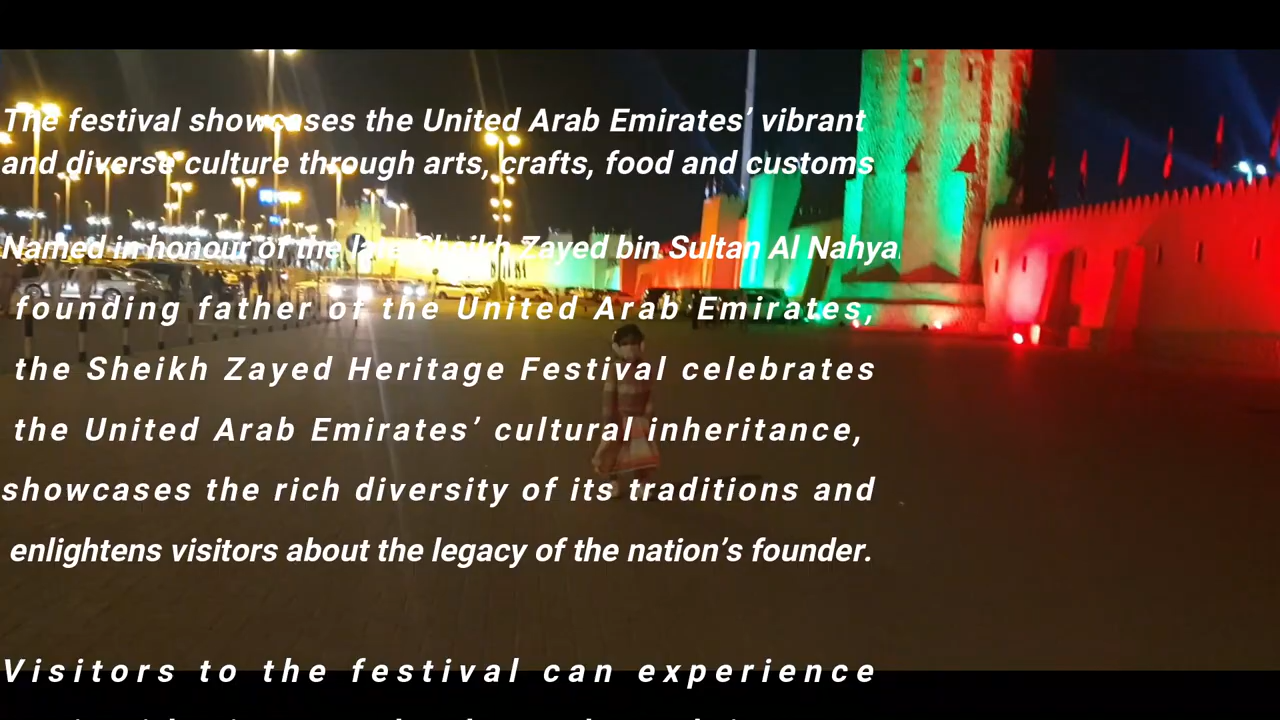 The festival showcases the United Arab Emirates’ vibrant
and diverse culture through arts, crafts, food and customs
Named in honour of the late Sheikh Zayed bin Sultan Al
founding father of the United Arab Emirates,
the Sheikh Zayed Heritage Festival celebrates
the United Arab Emirates’ cultural inheritance,
showcases the rich diversity of its traditions and
enlightens visitors about the legacy of the nation’s founder.
Visitors to the festival can experience